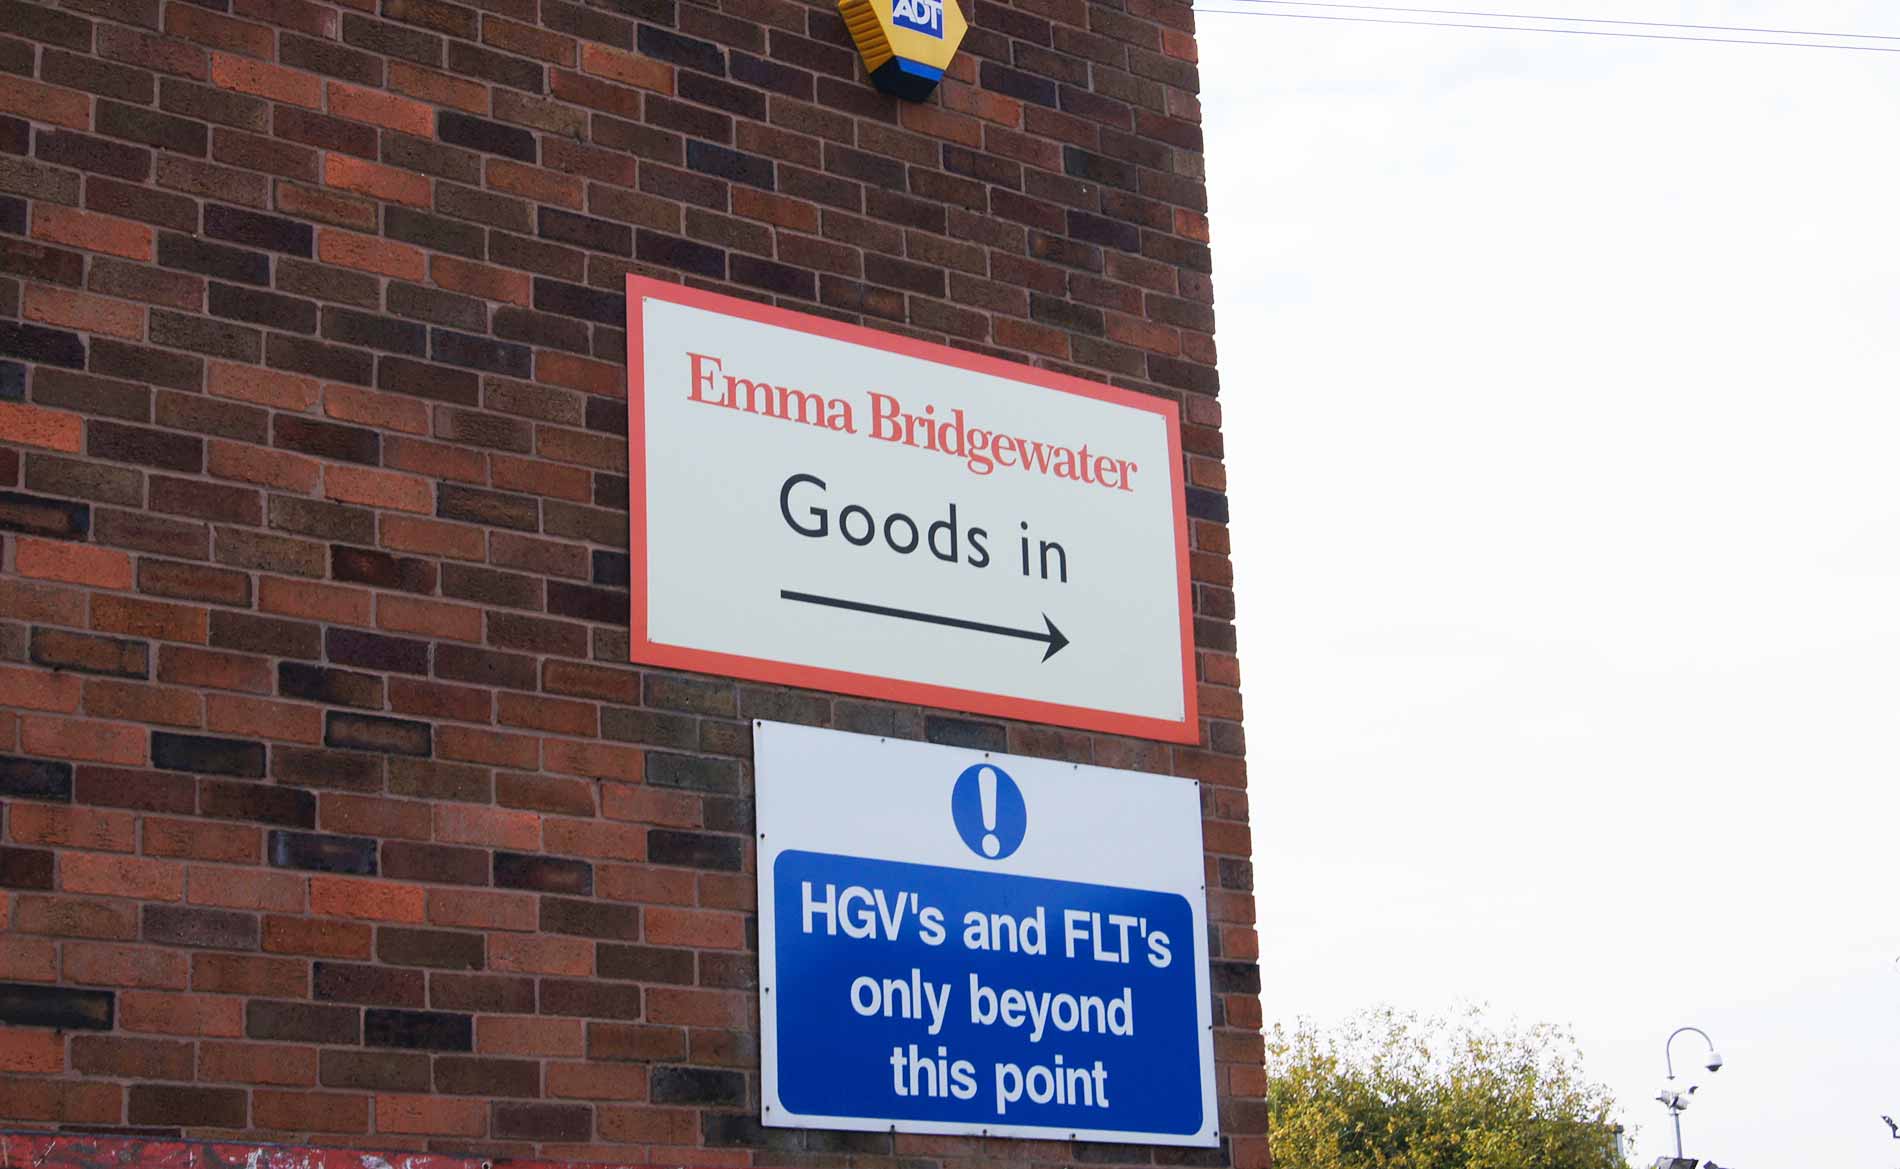 ADT
Emma Bridgewater
Goods in
HGV's and FLT's
only beyond
this point